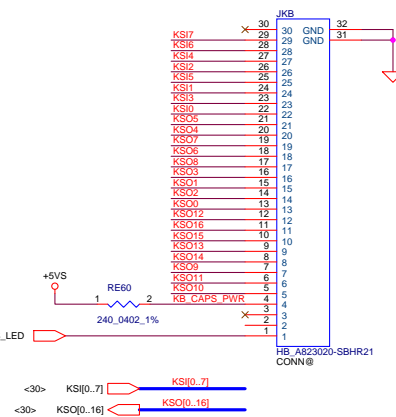 JKB
30 30 GND 32
KSI7 29 29 GND 31
KSI6 28 28
KSI4 27 27
KSI2 26 26
KSI5 25 25
KSI1 24 24
KSI3 23 23
KSI0 22 22
KSO5 21 21
KSO4 20 20
KSO7 19 19
KSO6 18 18
KSO8 17 17
KSO3 16 16
KSO1 15 15
KSO2 14 14
KSO0 13 13
KSO12 12 12
KSO16 11 11
KSO15 10 10
KSO13 9 9
KSO14 8 8
KSO9 7 7
KSO11 6 6
KSO10 5 5
+5VS
RE60
1 2 KB_CAPS_PWR 4 4
240_0402_1%
3 3
2 2
_LED 1 1
HB_A823020-SBHR21
CONN@
<30> KSI[0..7] KSI[0..7]
<30> KSO[0..16] KSO[0..16]